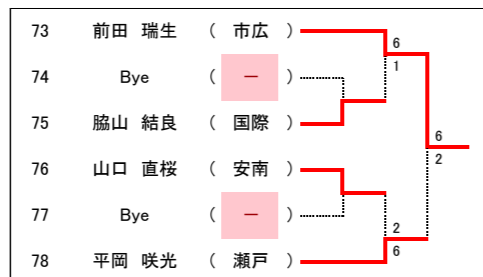 73 前田 瑞生 ( 市広 )
6
74 Bye ( － )
1
75 脇山 結良 ( 国際 )
6
2
76 山口 直桜 ( 安南 )
77 Bye ( － )
2
78 平岡 咲光 ( 瀬戸 )
6